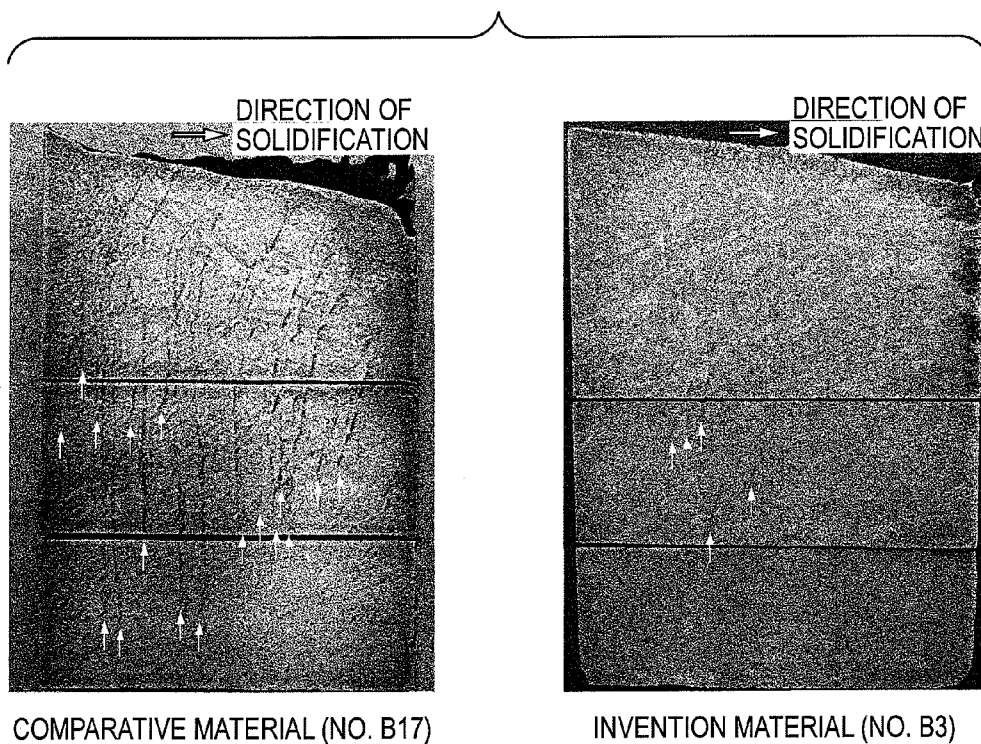 DIRECTION OF
SOLIDIFICATION
DIRECTION OF
SOLIDIFICATION
COMPARATIVE MATERIAL (NO. B17)
INVENTION MATERIAL (NO. B3)